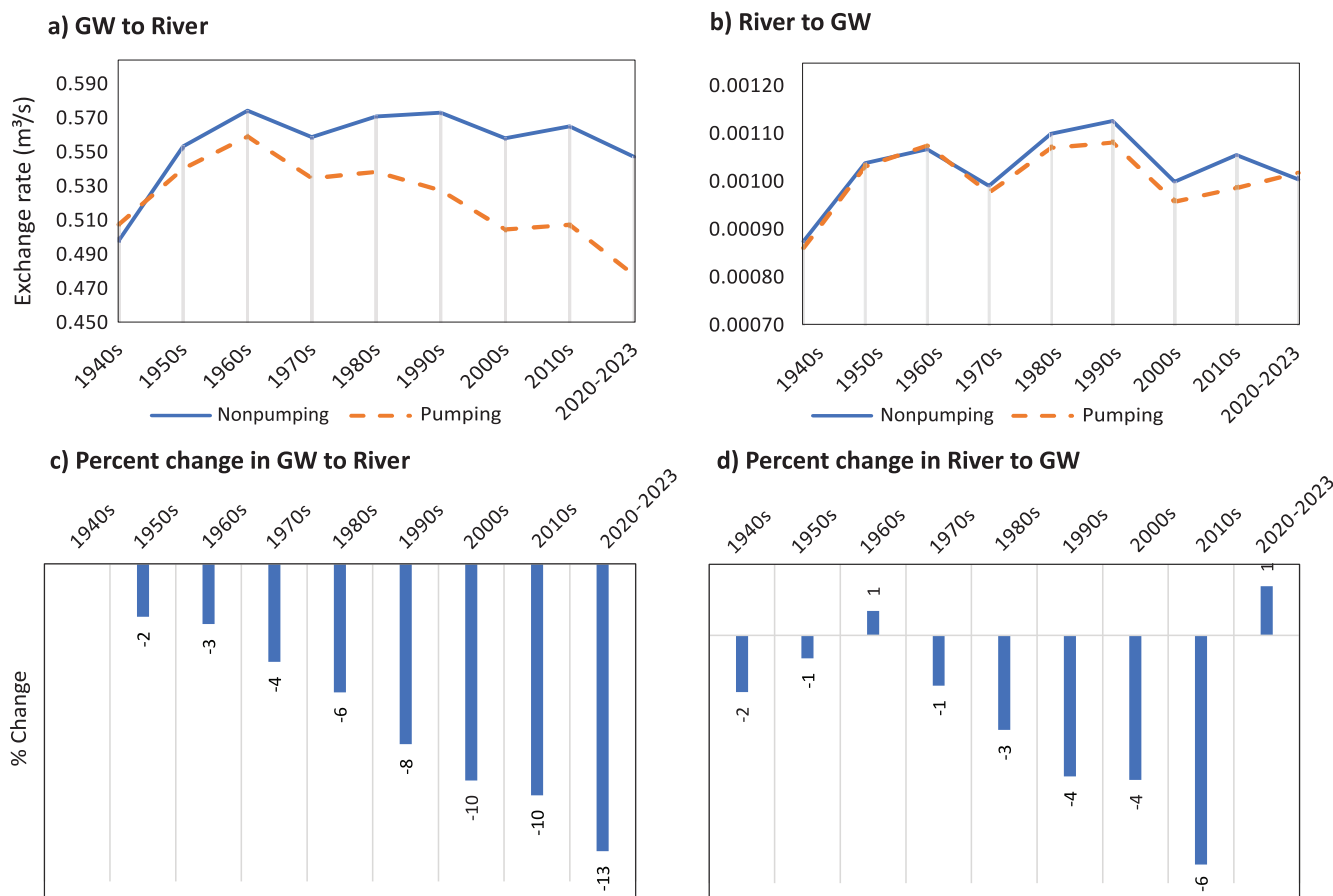 a) GW to River
Exchange rate (m³/s)
0.590
0.570
0.550
0.530
0.510
0.490
0.470
0.450
1940s
1950s
1960s
1970s
1980s
1990s
2000s
2010s
2020-2023
Nonpumping
Pumping
b) River to GW
0.00120
0.00110
0.00100
0.00090
0.00080
0.00070
1940s
1950s
1960s
1970s
1980s
1990s
2000s
2010s
2020-2023
Nonpumping
Pumping
c) Percent change in GW to River
% Change
1940s
1950s
1960s
1970s
1980s
1990s
2000s
2010s
2020-2023
-2
-3
-4
-6
-8
-10
-10
-13
d) Percent change in River to GW
1940s
1950s
1960s
1970s
1980s
1990s
2000s
2010s
2020-2023
-2
-1
1
-1
-3
-4
-4
-6
1